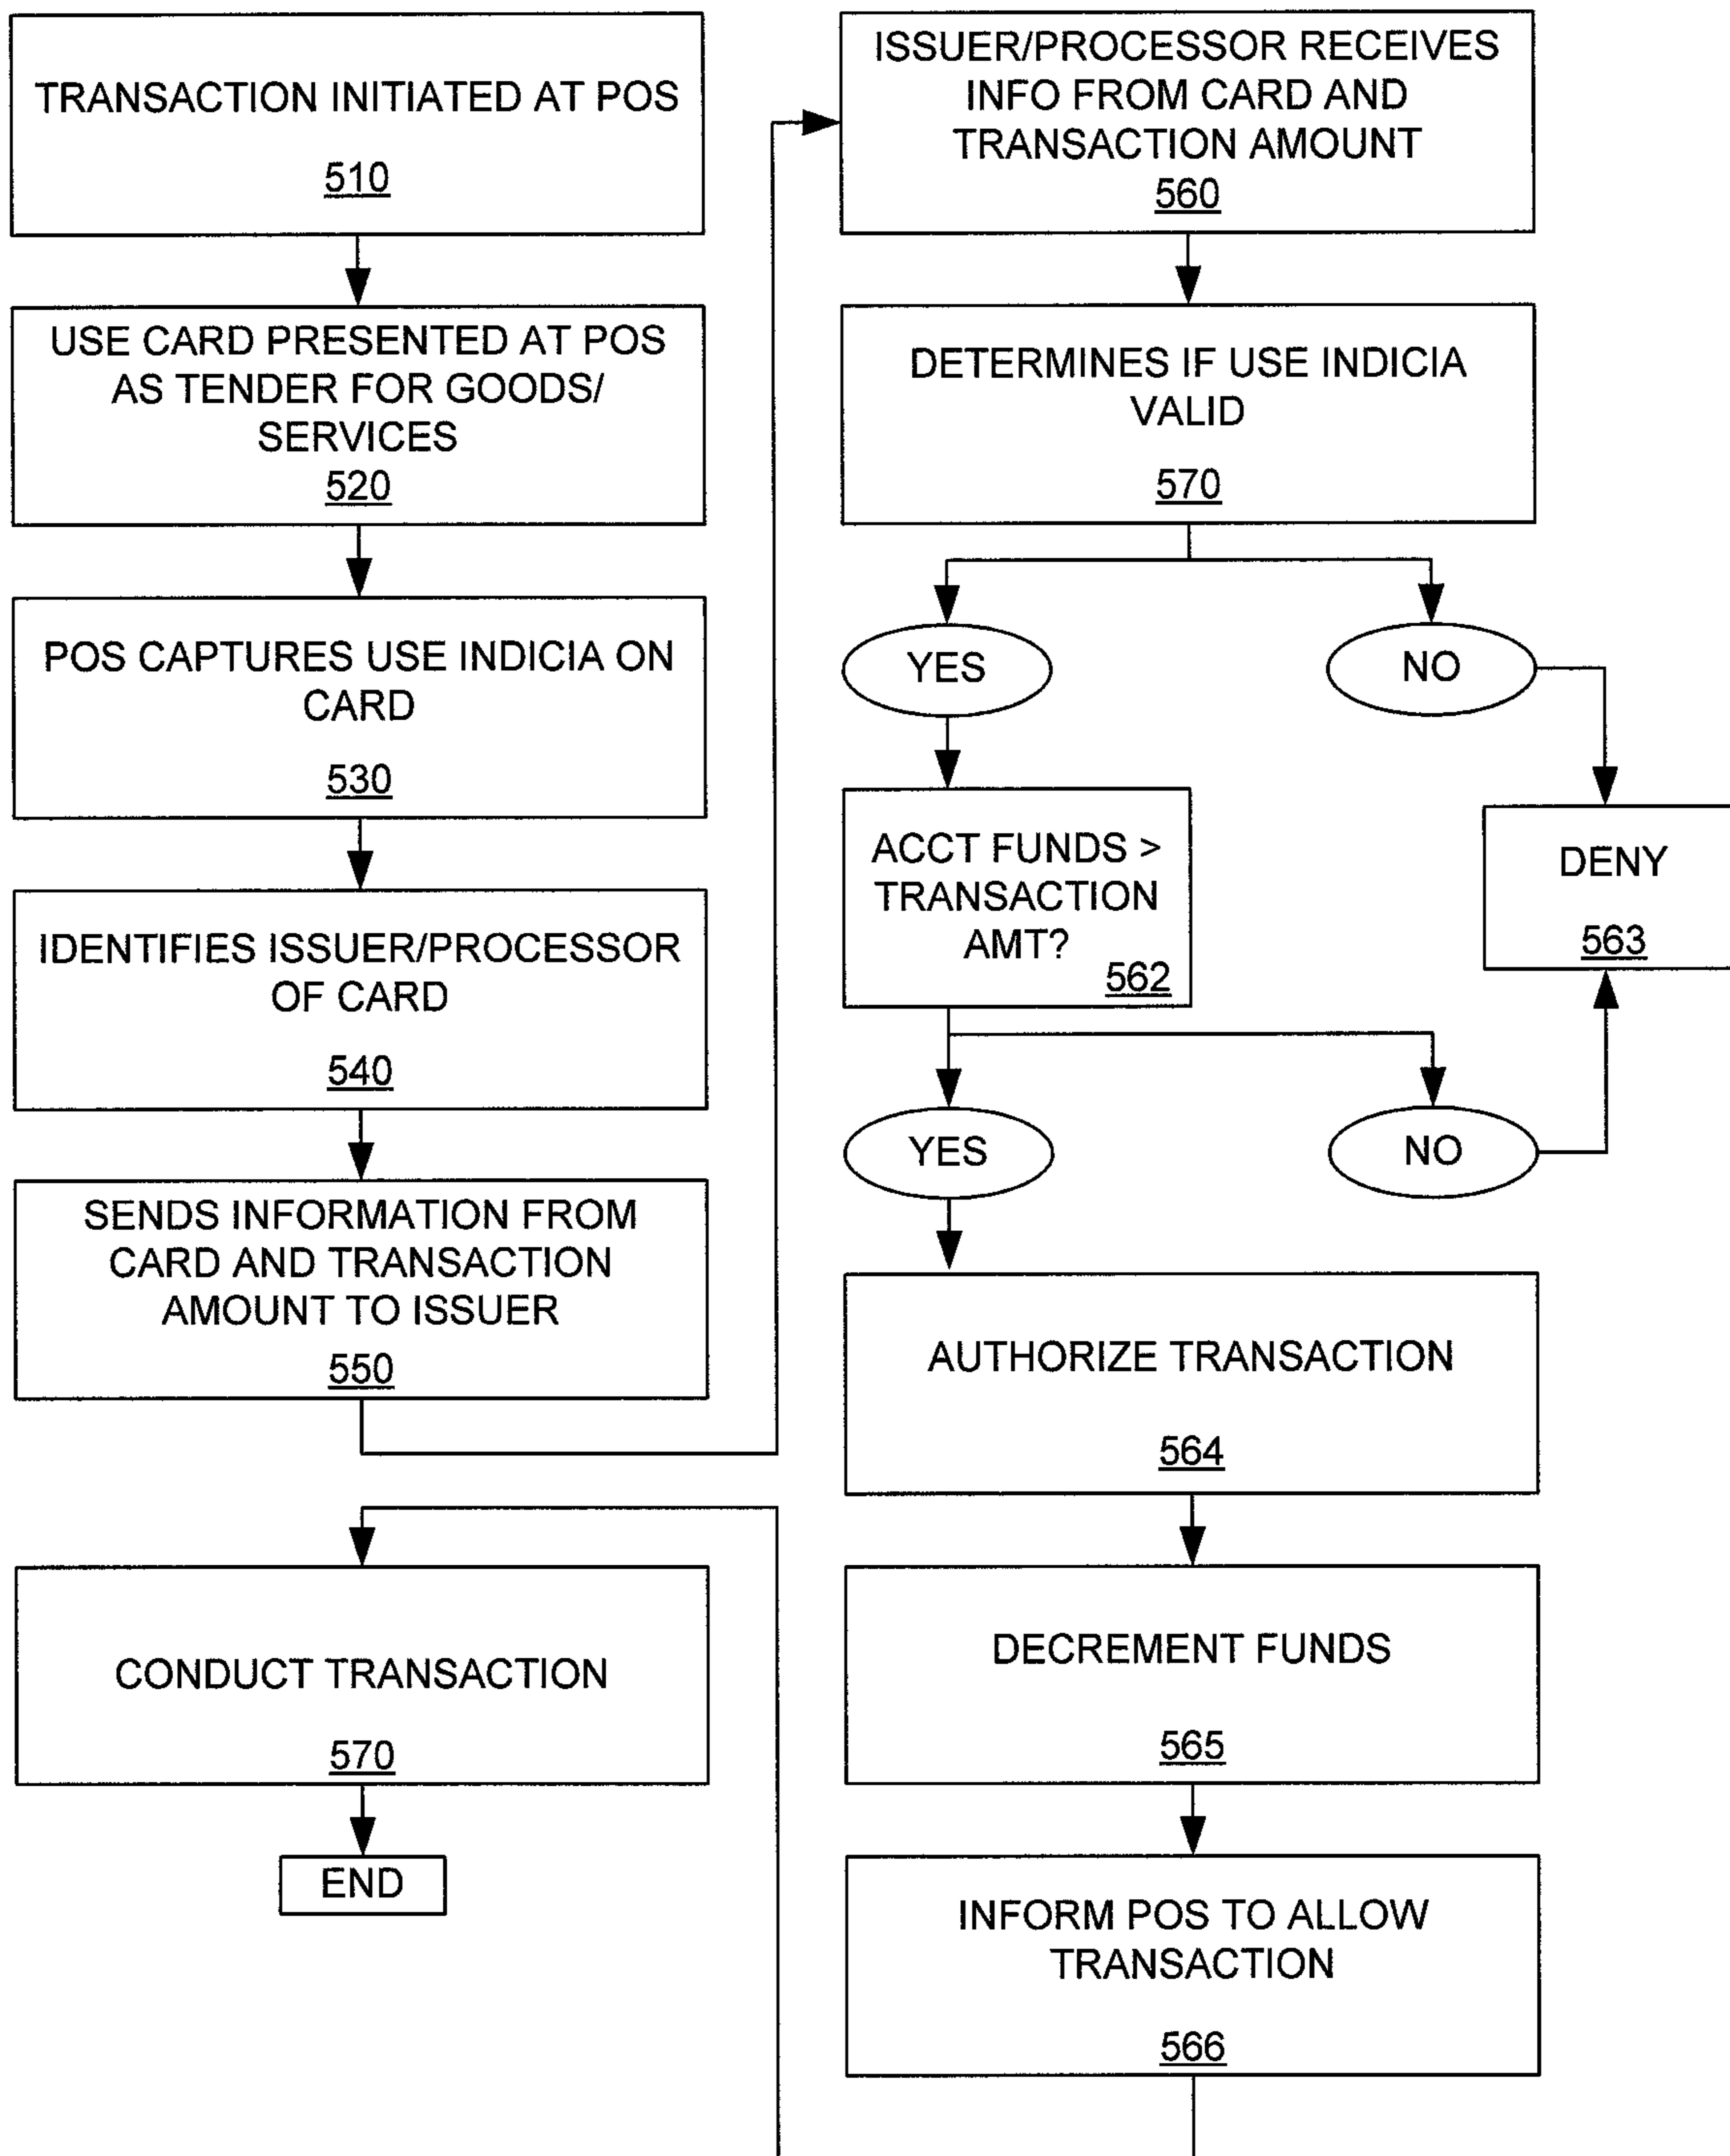 TRANSACTION INITIATED AT POS
510
USE CARD PRESENTED AT POS
AS TENDER FOR GOODS/
SERVICES
520
POS CAPTURES USE INDICIA ON
CARD
530
IDENTIFIES ISSUER/PROCESSOR
OF CARD
540
SENDS INFORMATION FROM
CARD AND TRANSACTION
AMOUNT TO ISSUER
550
ISSUER/PROCESSOR RECEIVES
INFO FROM CARD AND
TRANSACTION AMOUNT
560
DETERMINES IF USE INDICIA
VALID
570
YES
NO
ACCT FUNDS >
TRANSACTION
AMT?
562
DENY
563
YES
NO
AUTHORIZE TRANSACTION
564
DECREMENT FUNDS
565
INFORM POS TO ALLOW
TRANSACTION
566
CONDUCT TRANSACTION
570
END